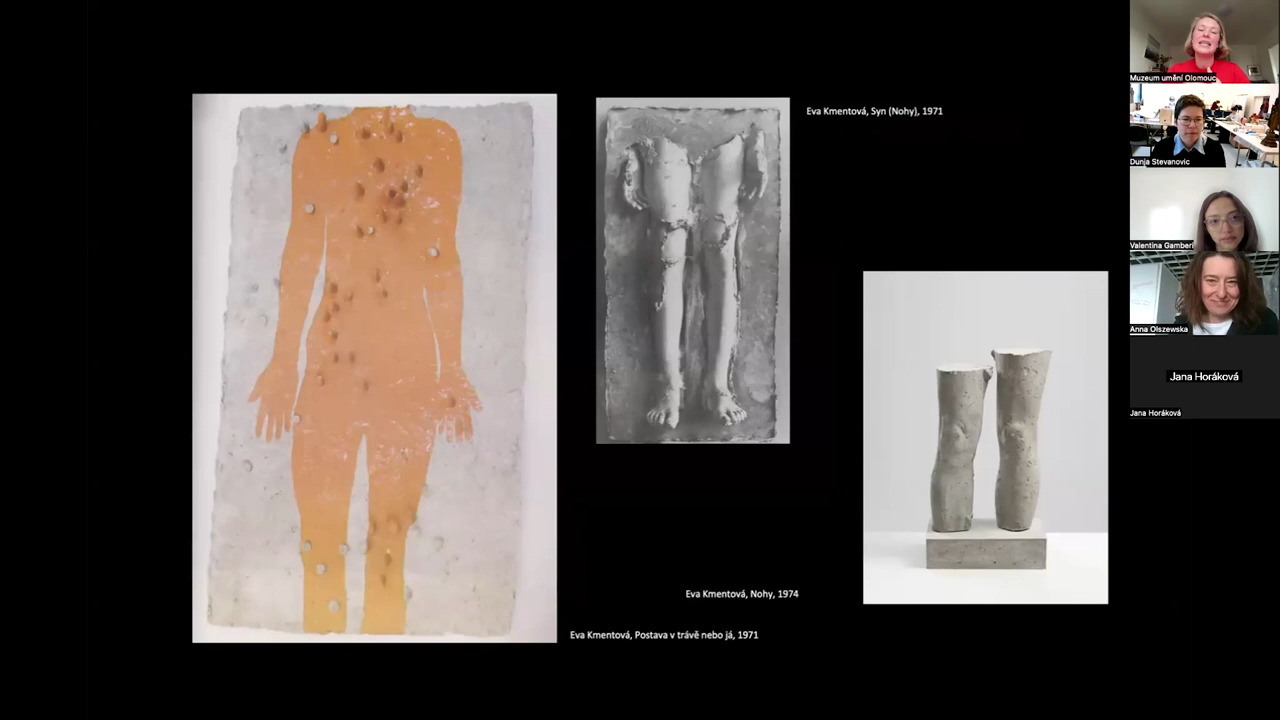 Eva Kmentová, Syn (Nohy), 1971
Eva Kmentová, Nohy, 1974
Eva Kmentová, Postava v trávě nebo já, 1971
Muzeum umění Olomouc
Dunja Stevanovic
Valentina Gamberi
Anna Olszewska
Jana Horáková
Jana Horáková